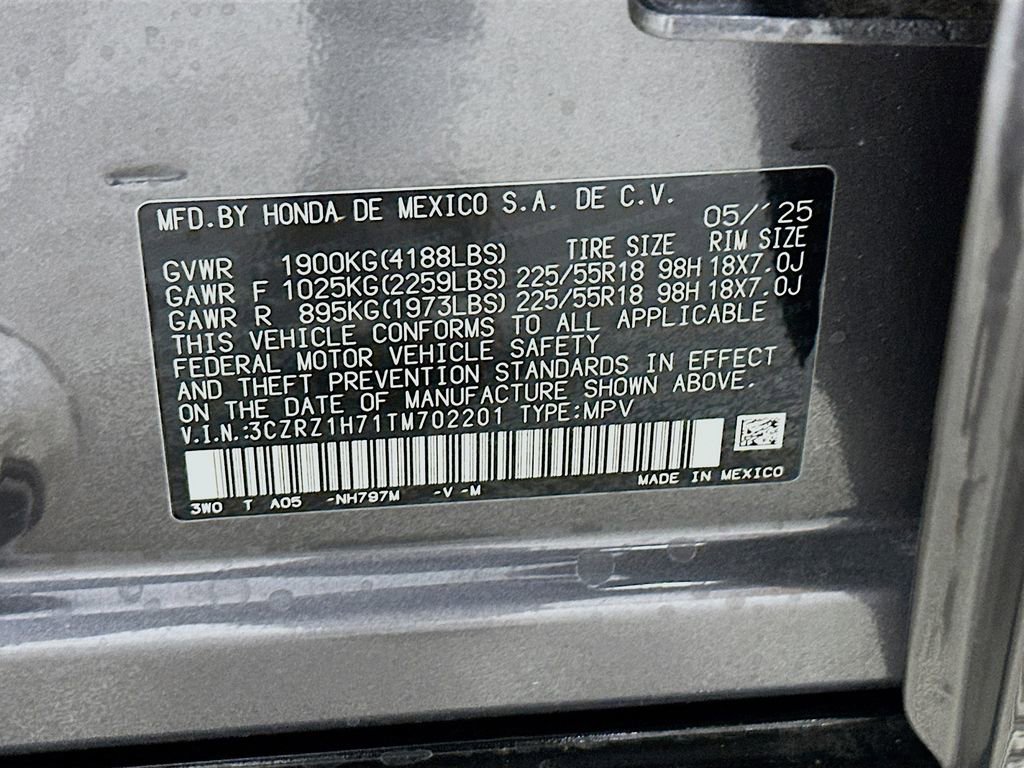 MFD.BY HONDA DE MEXICO S.A. DE C.V. 05/'25
GVWR 1900KG(4188LBS) TIRE SIZE RIM SIZE
GAWR F 1025KG(2259LBS) 225/55R18 98H 18X7.0J
GAWR R 895KG(1973LBS) 225/55R18 98H 18X7.0J
THIS VEHICLE CONFORMS TO ALL APPLICABLE
FEDERAL MOTOR VEHICLE SAFETY
AND THEFT PREVENTION STANDARDS IN EFFECT
ON THE DATE OF MANUFACTURE SHOWN ABOVE.
V.I.N.:3CZRZ1H71TM702201 TYPE:MPV
MADE IN MEXICO
3W0 T A05 -NH797M -V -M